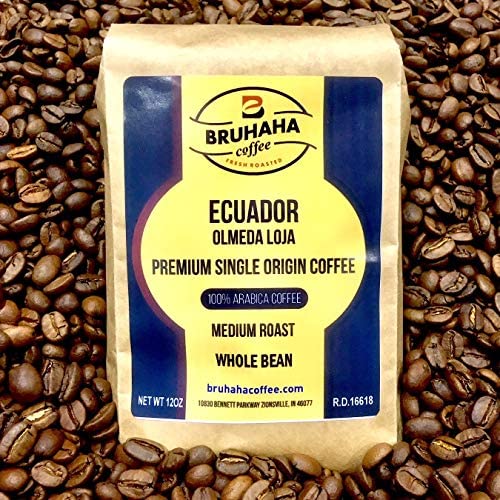 BRUHAHA
coffee
FRESH ROASTED
ECUADOR
OLMEDA LOJA
PREMIUM SINGLE ORIGIN COFFEE
100% ARABICA COFFEE
MEDIUM ROAST
WHOLE BEAN
bruhahacoffee.com
10830 BENNETT PARKWAY ZIONSVILLE, IN 46077
NET WT 12OZ
R.D.16618